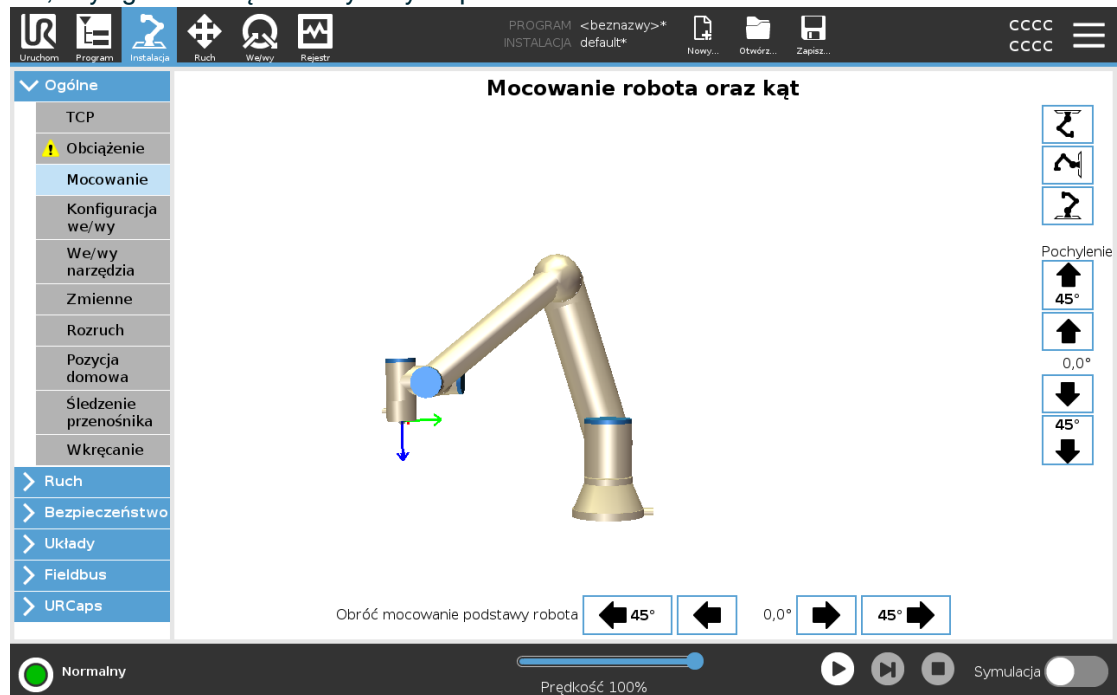 PROGRAM <beznazwy>*
INSTALACJA default*
UR
Uruchom
Program
Instalacja
Ruch
We/wy
Rejestr
Nowy...
Otwórz...
Zapisz...
CCCC
CCCC
Ogólne
TCP
Obciążenie
Mocowanie
Konfiguracja
we/wy
We/wy
narzędzia
Zmienne
Rozruch
Pozycja
domowa
Śledzenie
przenośnika
Wkręcanie
Ruch
Bezpieczeństwo
Układy
Fieldbus
URCaps
Mocowanie robota oraz kąt
Pochylenie
45°
0,0°
45°
Obróć mocowanie podstawy robota
45°
0,0°
45°
Normalny
Prędkość 100%
Symulacja